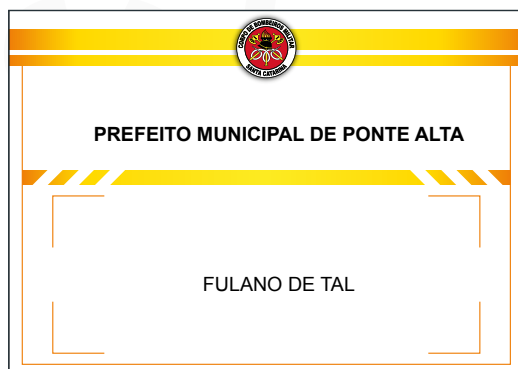 CORPO DE BOMBEIROS MILITAR
SANTA CATARINA
PREFEITO MUNICIPAL DE PONTE ALTA
FULANO DE TAL